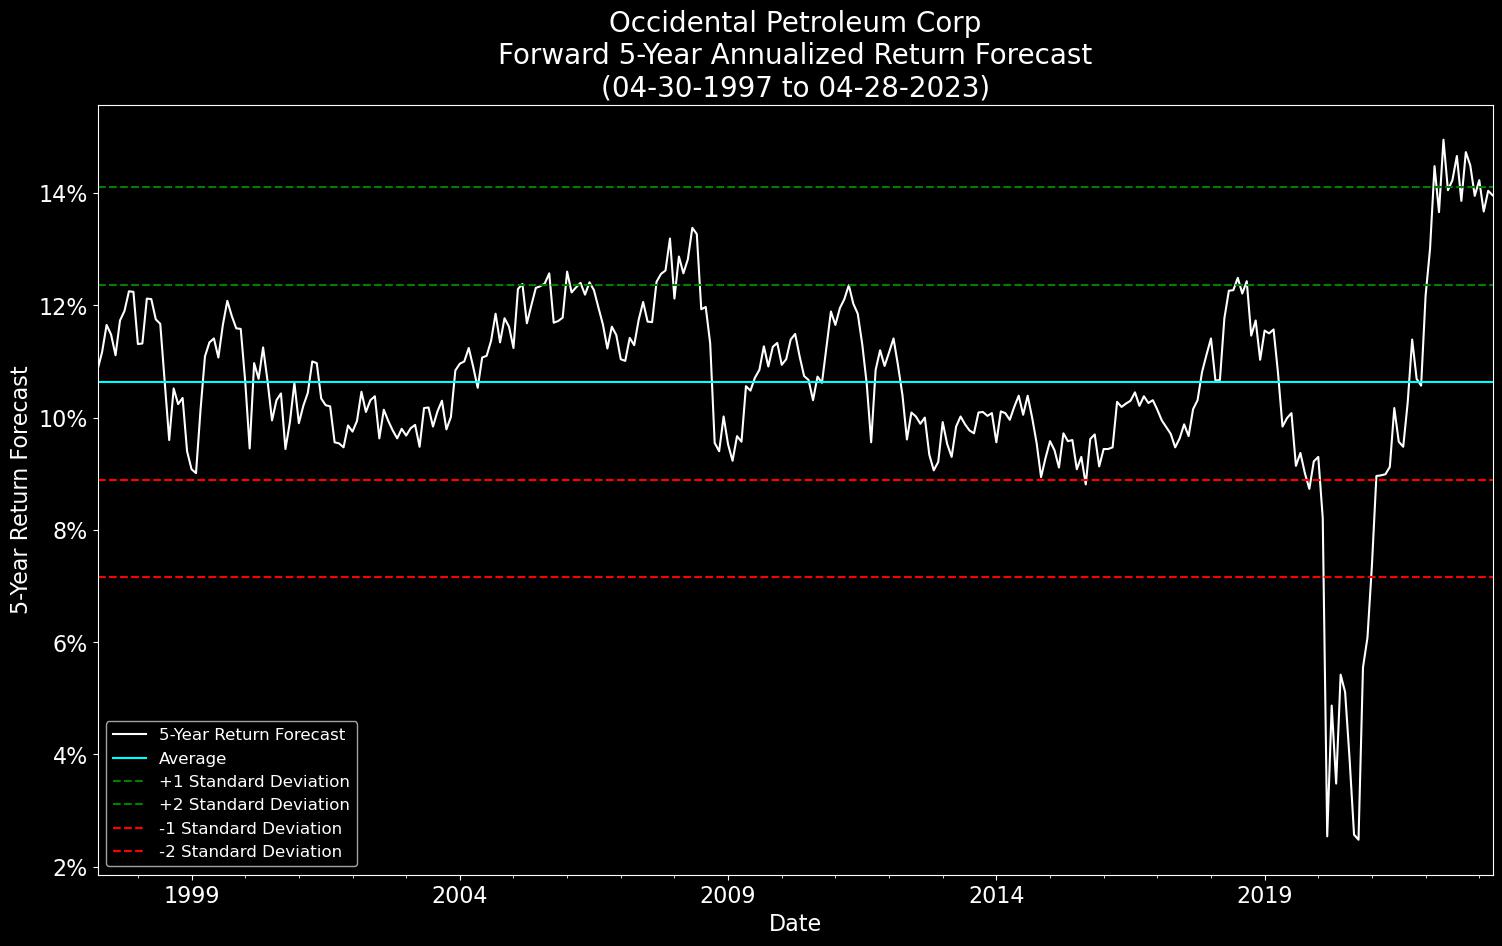 Occidental Petroleum Corp
Forward 5-Year Annualized Return Forecast
(04-30-1997 to 04-28-2023)
5-Year Return Forecast
14%
12%
10%
8%
6%
4%
2%
5-Year Return Forecast
Average
+1 Standard Deviation
+2 Standard Deviation
-1 Standard Deviation
-2 Standard Deviation
1999 2004 2009 2014 2019
Date